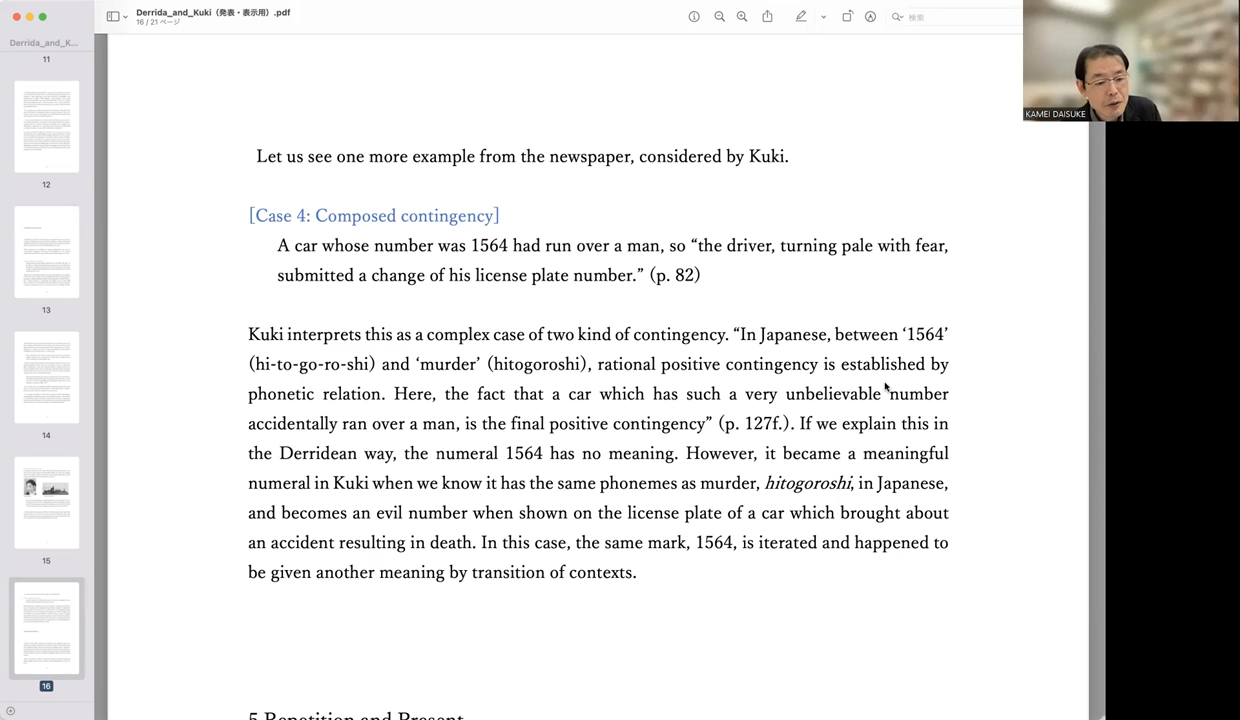 Derrida_and_Kuki（発表・表示用）.pdf
16 / 21 ページ
検索
Derrida_and_K...
11
12
13
14
15
16
KAMEI DAISUKE
Let us see one more example from the newspaper, considered by Kuki.
[Case 4: Composed contingency]
A car whose number was 1564 had run over a man, so “the driver, turning pale with fear,
submitted a change of his license plate number.” (p. 82)
Kuki interprets this as a complex case of two kind of contingency. “In Japanese, between ‘1564’
(hi-to-go-ro-shi) and ‘murder’ (hitogoroshi), rational positive contingency is established by
phonetic relation. Here, the fact that a car which has such a very unbelievable number
accidentally ran over a man, is the final positive contingency” (p. 127f.). If we explain this in
the Derridean way, the numeral 1564 has no meaning. However, it became a meaningful
numeral in Kuki when we know it has the same phonemes as murder, hitogoroshi, in Japanese,
and becomes an evil number when shown on the license plate of a car which brought about
an accident resulting in death. In this case, the same mark, 1564, is iterated and happened to
be given another meaning by transition of contexts.
5 Repetition and Present